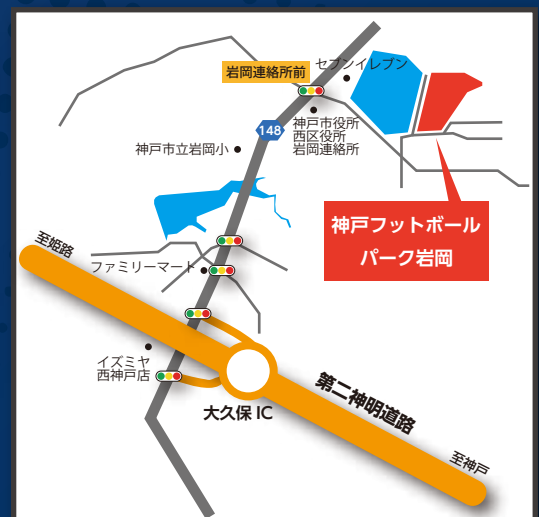 岩岡連絡所前
セブンイレブン
148
神戸市役所
西区役所
岩岡連絡所
神戸市立岩岡小
神戸フットボール
パーク岩岡
至姫路
ファミリーマート
イズミヤ
西神戸店
大久保 IC
第二神明道路
至神戸